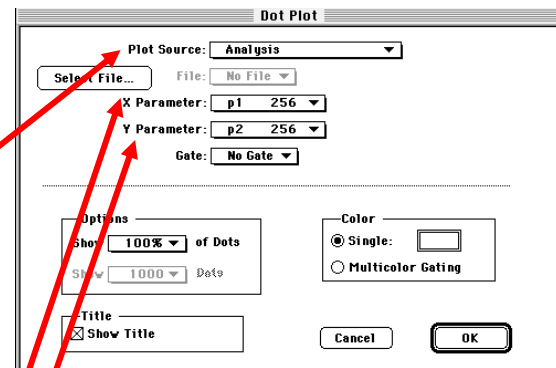 Dot Plot
Plot Source: Analysis
Select File... File: No File
X Parameter: p1 256
Y Parameter: p2 256
Gate: No Gate
Options
Show 100% of Dots
Show 1000 Dots
Color
Single:
Multicolor Gating
Title
Show Title
Cancel OK